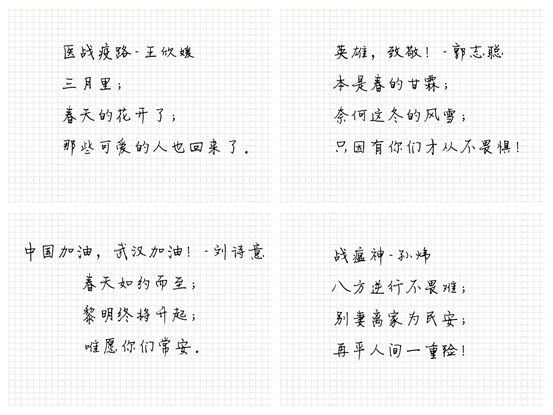 医战疫路-王欣媛
三月里；
春天的花开了；
那些可爱的人也回来了。
英雄，致敬！-郭志聪
本是春的甘霖；
奈何这冬的风雪；
只因有你们才从不畏惧！
中国加油，武汉加油！-刘诗意
春天如约而至；
黎明终将升起；
唯愿你们常安。
战瘟神-孙炜
八方逆行不畏难；
别妻离家为民安；
再平人间一重险！